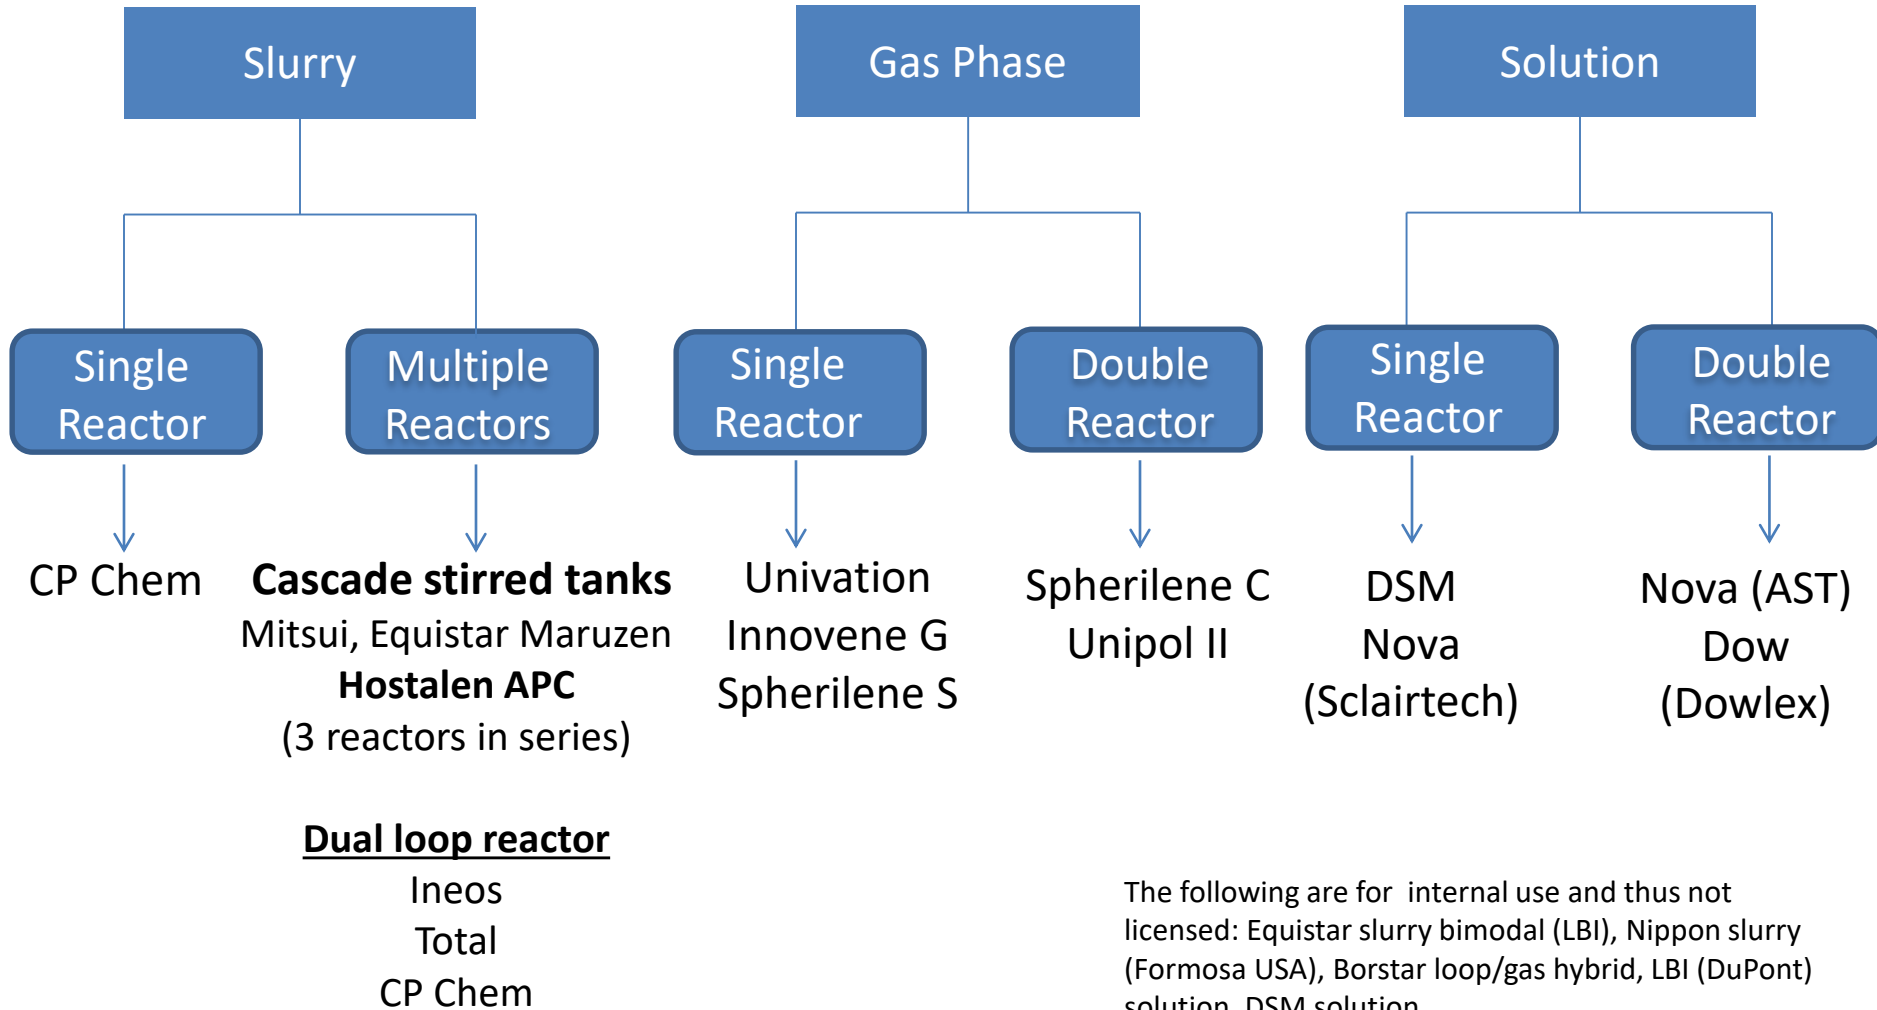 Slurry
Gas Phase
Solution
Single
Reactor
Multiple
Reactors
Single
Reactor
Double
Reactor
Single
Reactor
Double
Reactor
CP Chem
Cascade stirred tanks
Mitsui, Equistar Maruzen
Hostalen APC
(3 reactors in series)
Dual loop reactor
Ineos
Total
CP Chem
Univation
Innovene G
Spherilene S
Spherilene C
Unipol II
DSM
Nova
(Sclairtech)
Nova (AST)
Dow
(Dowlex)
The following are for internal use and thus not
licensed: Equistar slurry bimodal (LBI), Nippon slurry
(Formosa USA), Borstar loop/gas hybrid, LBI (DuPont)
solution, DSM solution